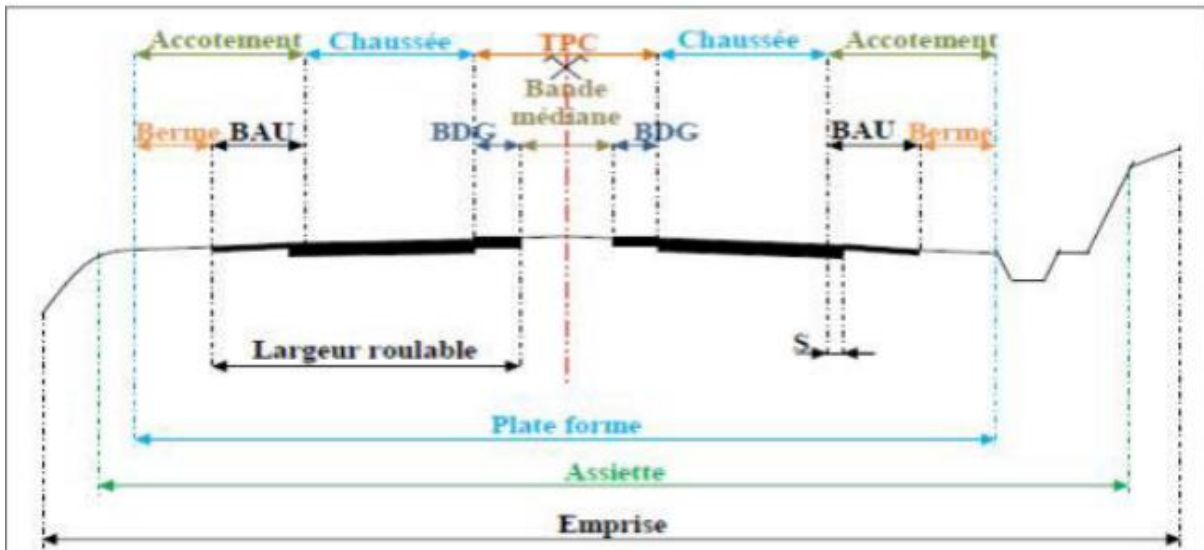 Accotement Chaussée TPC Chaussée Accotement
Bande
médiane
Berme BAU BDG BDG BAU Berme
Largeur roulable
S
Plate forme
Assiette
Emprise